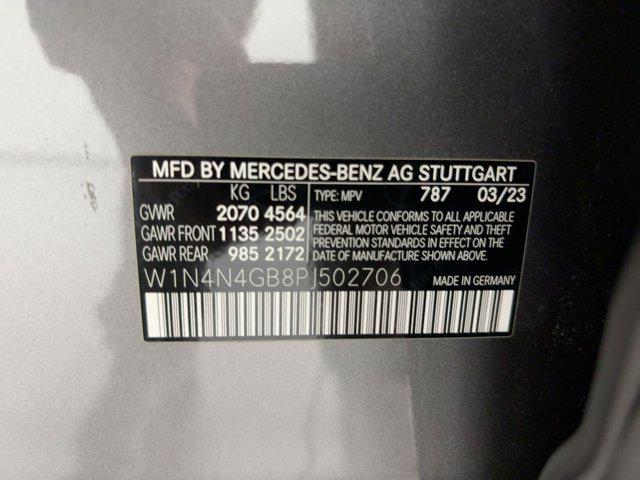 MFD BY MERCEDES-BENZ AG STUTTGART
KG LBS TYPE: MPV 787 03/23
GVWR 2070 4564
GAWR FRONT 1135 2502
GAWR REAR 985 2172
THIS VEHICLE CONFORMS TO ALL APPLICABLE
FEDERAL MOTOR VEHICLE SAFETY AND THEFT
PREVENTION STANDARDS IN EFFECT ON THE
DATE OF MANUFACTURE SHOWN ABOVE.
W1N4N4GB8PJ502706 MADE IN GERMANY